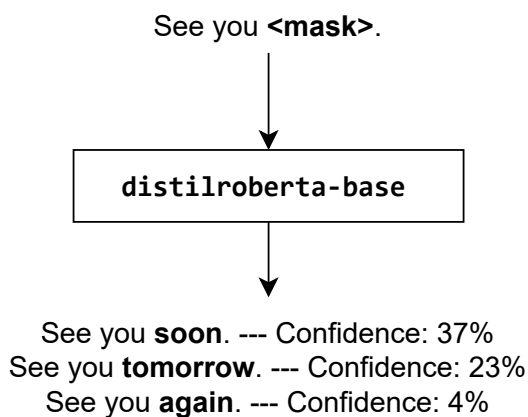 See you <mask>.
distilroberta-base
See you soon. --- Confidence: 37%
See you tomorrow. --- Confidence: 23%
See you again. --- Confidence: 4%